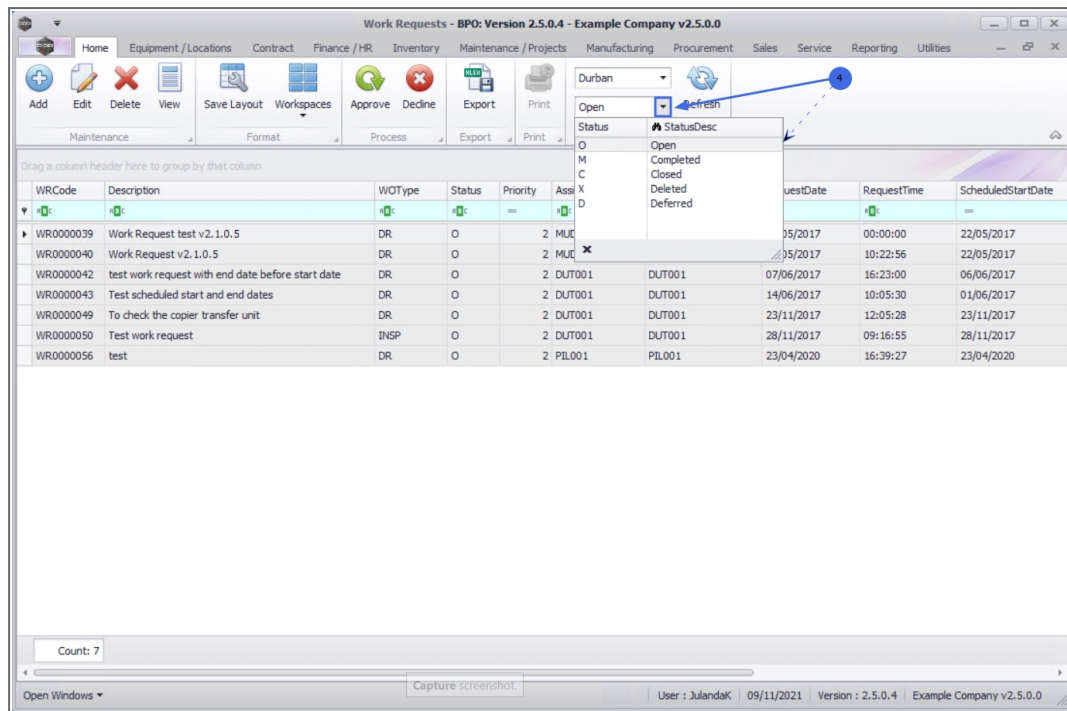 Work Requests - BPO: Version 2.5.0.4 - Example Company v2.5.0.0
Home Equipment / Locations Contract Finance / HR Inventory Maintenance / Projects Manufacturing Procurement Sales Service Reporting Utilities
Add Edit Delete View Save Layout Workspaces Approve Decline Export Print Refresh
XLSX
Durban
4
Open
Maintenance Format Process Export Print
Status StatusDesc
O Open
M Completed
C Closed
X Deleted
D Deferred
Drag a column header here to group by that column
WRCode Description WOType Status Priority RequestTime ScheduledStartDate
WR0000039 Work Request test v2.1.0.5 DR O 2 00:00:00 22/05/2017
WR0000040 Work Request v2.1.0.5 DR O 2 10:22:56 22/05/2017
WR0000042 test work request with end date before start date DR O 2 DUT001 DUT001 07/06/2017 16:23:00 06/06/2017
WR0000043 Test scheduled start and end dates DR O 2 DUT001 DUT001 14/06/2017 10:05:30 01/06/2017
WR0000049 To check the copier transfer unit DR O 2 DUT001 DUT001 23/11/2017 12:05:28 23/11/2017
WR0000050 Test work request INSP O 2 DUT001 DUT001 28/11/2017 09:16:55 28/11/2017
WR0000056 test DR O 2 PIL001 PIL001 23/04/2020 16:39:27 23/04/2020
Count: 7
Capture screenshot.
Open Windows User : JulandaK 09/11/2021 Version : 2.5.0.4 Example Company v2.5.0.0